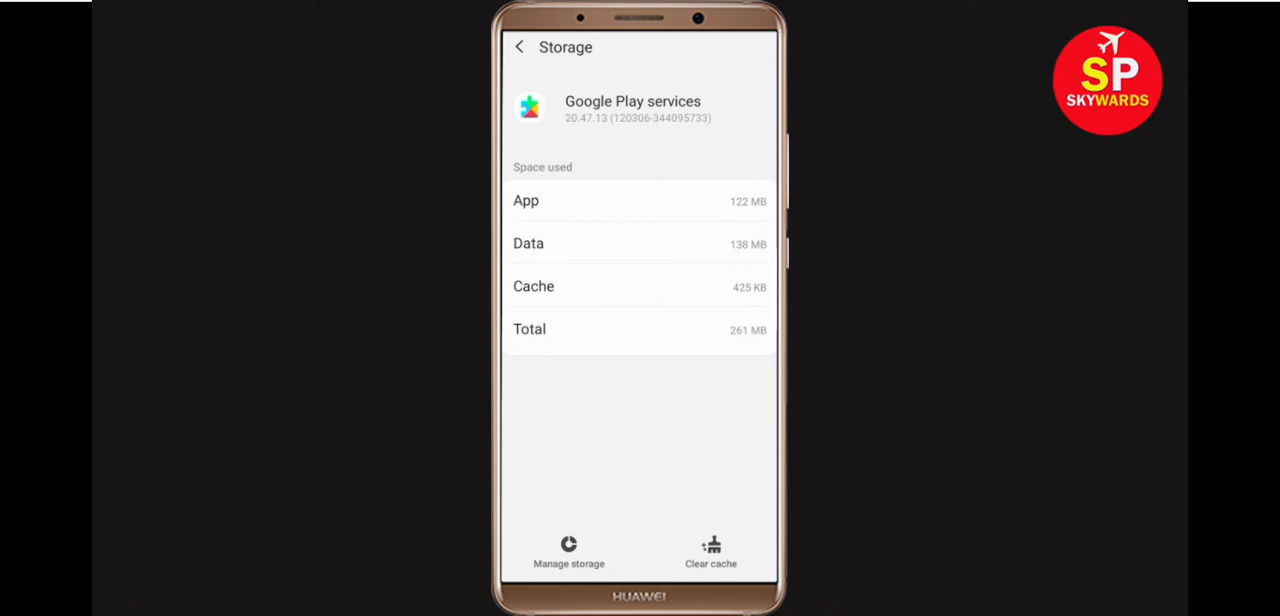 Storage
Google Play services
20.47.13 (120306-344095733)
Space used
App 122 MB
Data 138 MB
Cache 425 KB
Total 261 MB
Manage storage Clear cache
HUAWEI
SP
SKYWARDS